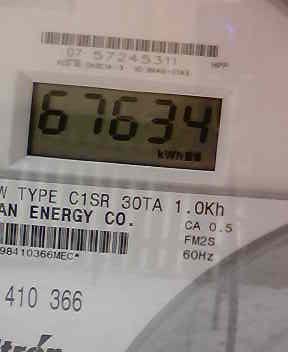 07 57245311
HPP
67634
kWh
W TYPE C1SR 30TA 1.0Kh
AN ENERGY CO.
CA 0.5
FM2S
98410366MEC*
60Hz
410 366